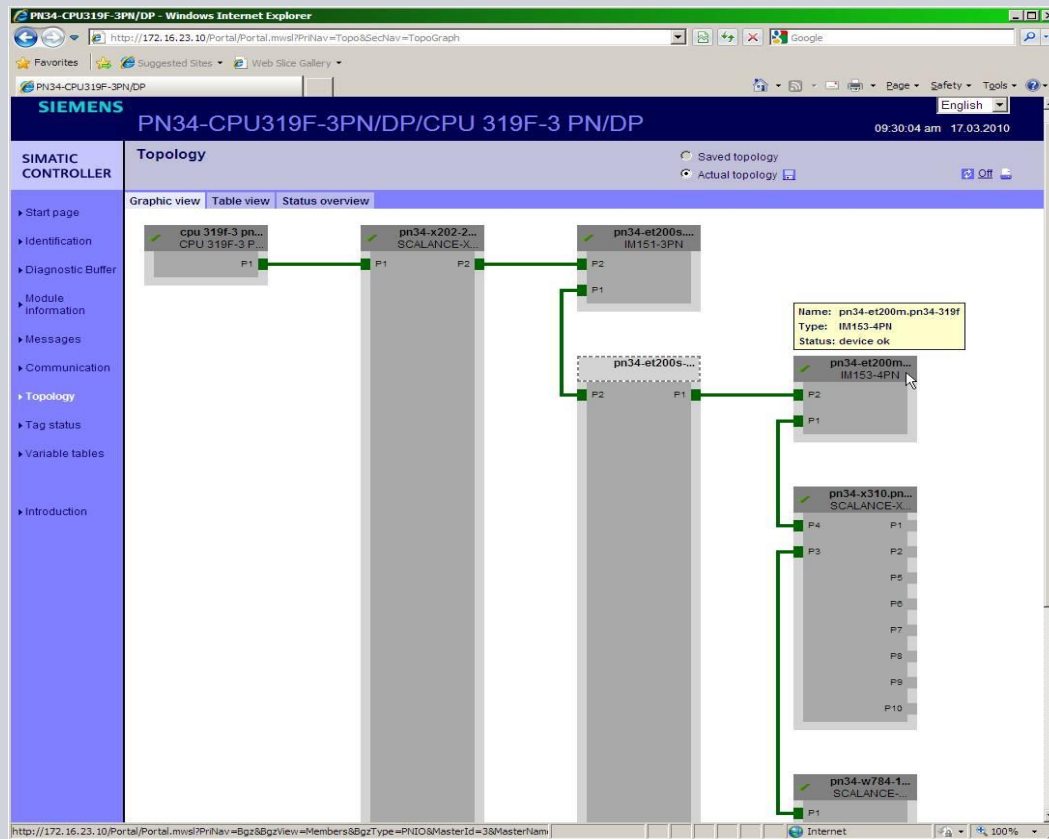 PN34-CPU319F-3PN/DP - Windows Internet Explorer
http://172.16.23.10/Portal/Portal.mwsl?PriNav=Topo&SecNav=TopoGraph
Google
Favorites
Suggested Sites
Web Slice Gallery
PN34-CPU319F-3PN/DP
Page
Safety
Tools
SIEMENS
English
PN34-CPU319F-3PN/DP/CPU 319F-3 PN/DP
09:30:04 am 17.03.2010
SIMATIC
CONTROLLER
Topology
Saved topology
Actual topology
Off
Graphic view
Table view
Status overview
Start page
Identification
Diagnostic Buffer
Module
information
Messages
Communication
Topology
Tag status
Variable tables
Introduction
cpu 319f-3 pn...
CPU 319F-3 P...
P1
pn34-x202-2...
SCALANCE-X...
P1 P2
pn34-et200s....
IM151-3PN
P2
P1
pn34-et200s-...
P2 P1
Name: pn34-et200m.pn34-319f
Type: IM153-4PN
Status: device ok
pn34-et200m...
IM153-4PN
P2
P1
pn34-x310.pn...
SCALANCE-X...
P4 P1
P3 P2
P5
P6
P7
P8
P9
P10
pn34-w784-1...
SCALANCE-...
P1
http://172.16.23.10/Portal/Portal.mwsl?PriNav=Bgz&BgzView=Members&BgzType=PNIO&MasterId=3&MasterNam
Internet
100%